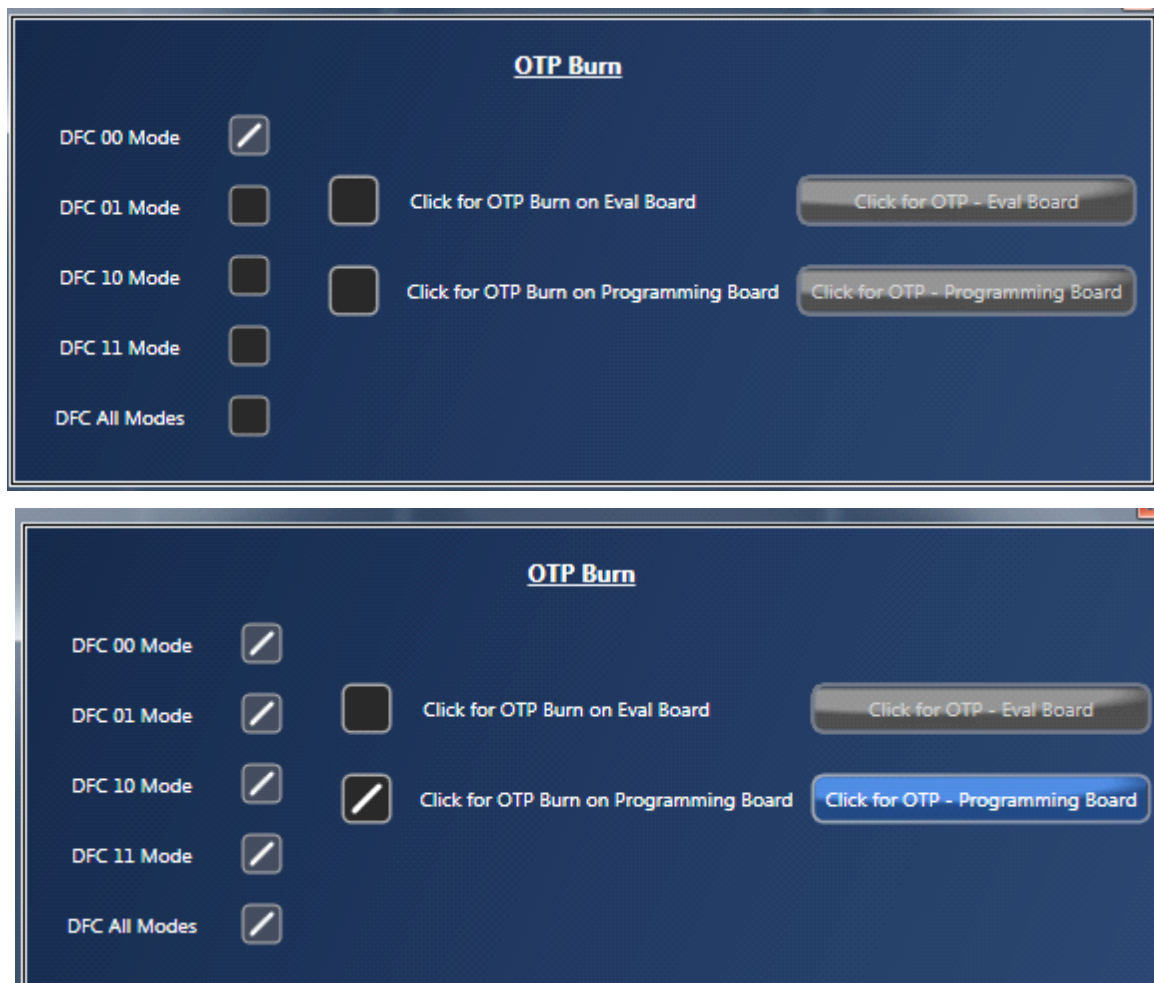 OTP Burn
DFC 00 Mode
DFC 01 Mode
Click for OTP Burn on Eval Board
Click for OTP - Eval Board
DFC 10 Mode
Click for OTP Burn on Programming Board
Click for OTP - Programming Board
DFC 11 Mode
DFC All Modes
OTP Burn
DFC 00 Mode
DFC 01 Mode
Click for OTP Burn on Eval Board
Click for OTP - Eval Board
DFC 10 Mode
Click for OTP Burn on Programming Board
Click for OTP - Programming Board
DFC 11 Mode
DFC All Modes